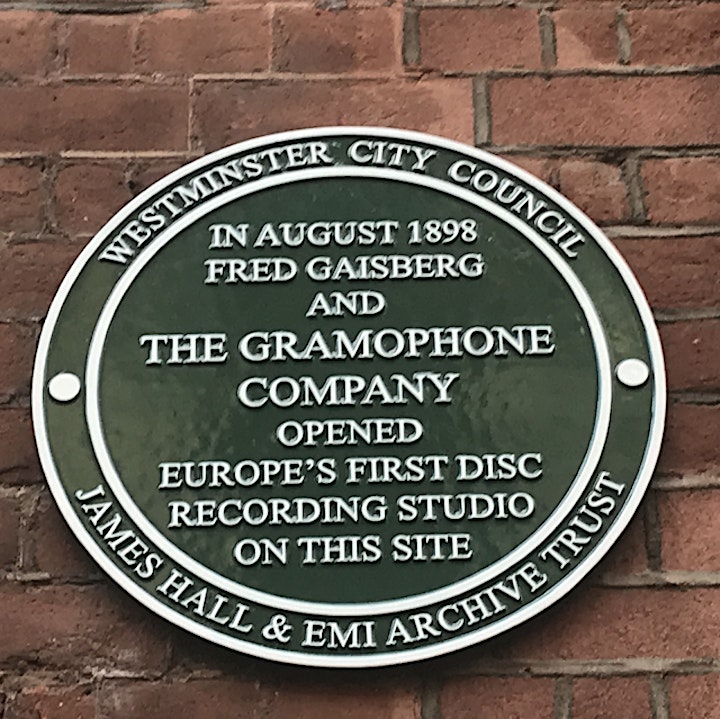 WESTMINSTER CITY COUNCIL
IN AUGUST 1898
FRED GAISBERG
AND
THE GRAMOPHONE
COMPANY
OPENED
EUROPE'S FIRST DISC
RECORDING STUDIO
ON THIS SITE
JAMES HALL & EMI ARCHIVE TRUST